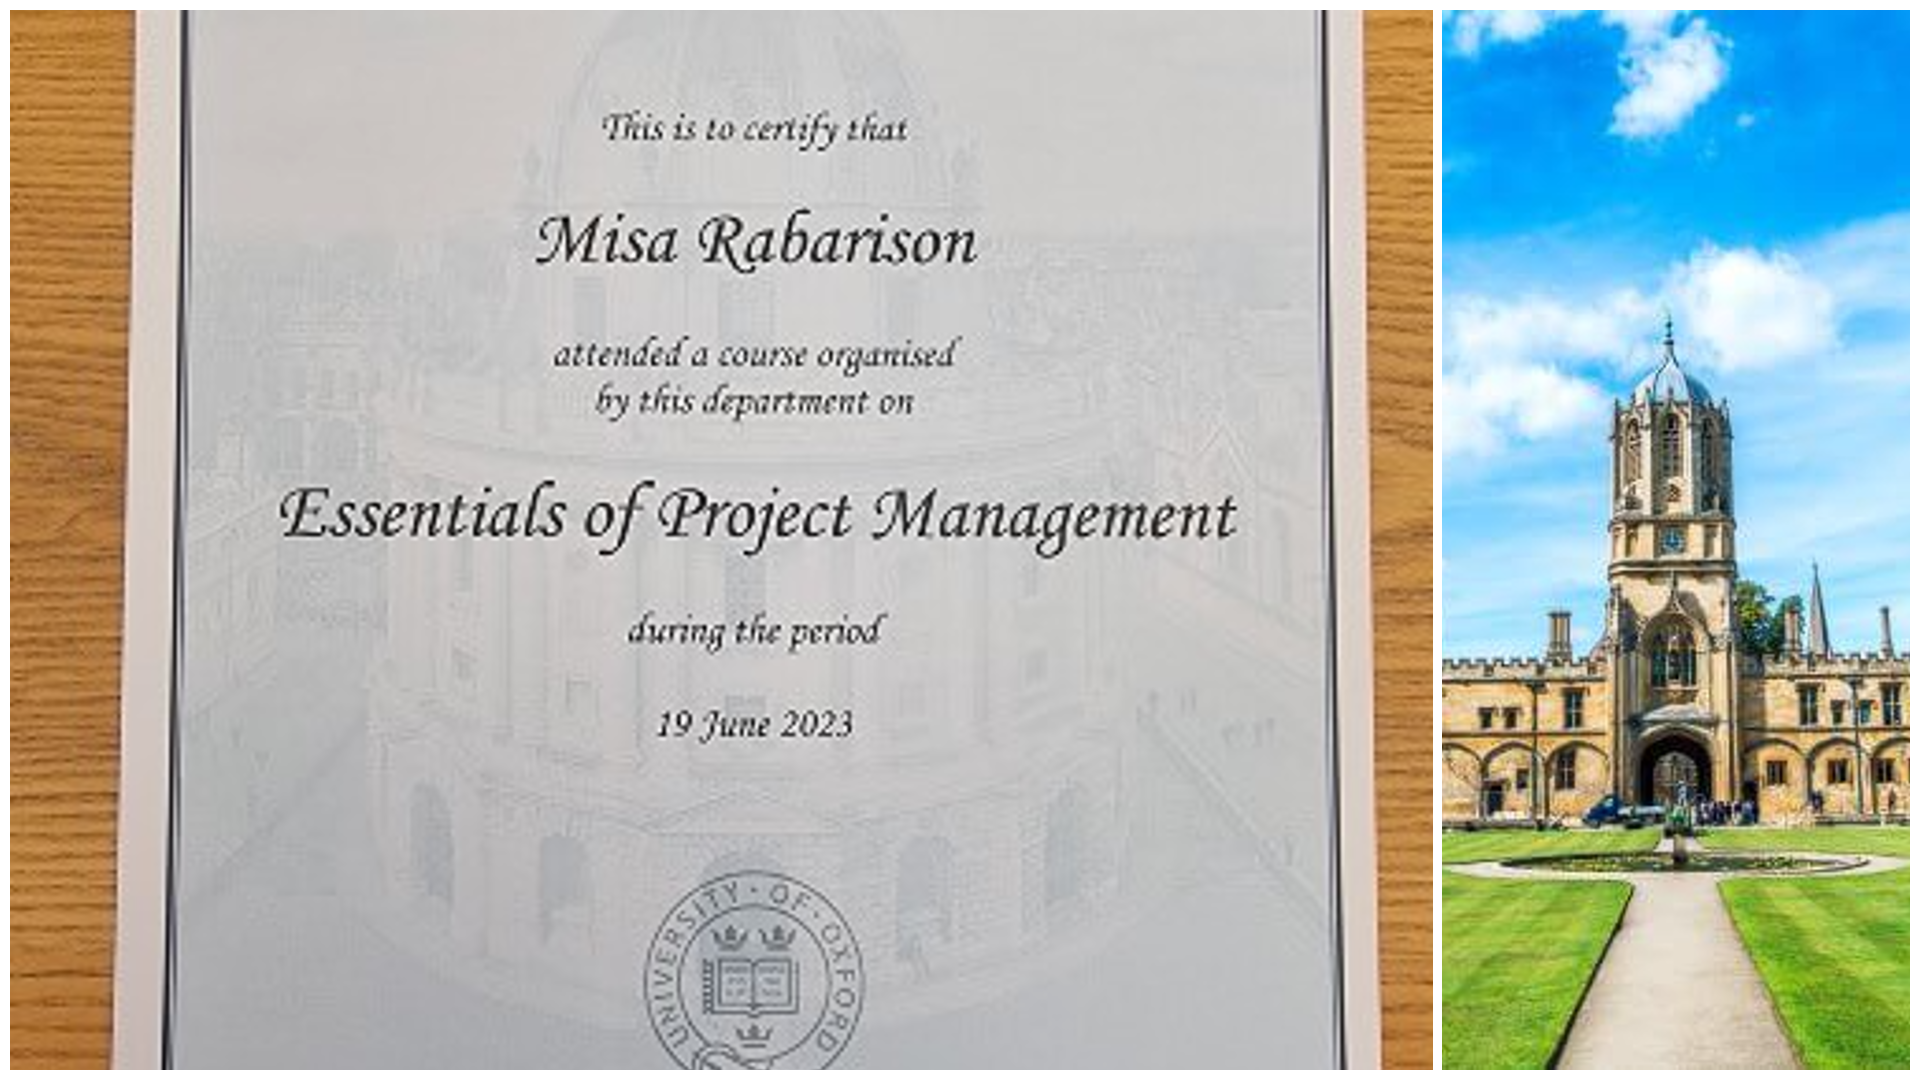 This is to certify that
Misa Rabarison
attended a course organised
by this department on
Essentials of Project Management
during the period
19 June 2023
UNIVERSITY · OF · OXFORD